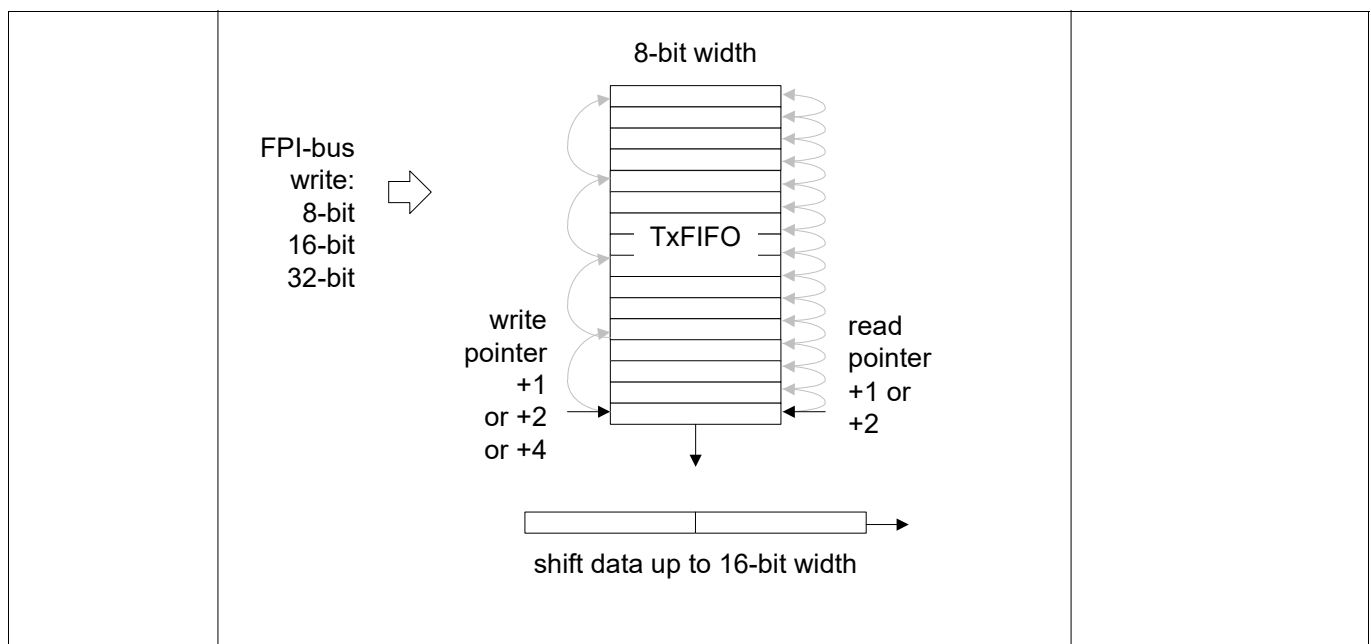 8-bit width
FPI-bus
write:
8-bit
16-bit
32-bit
TxFIFO
write
pointer
+1
or +2
or +4
read
pointer
+1 or
+2
shift data up to 16-bit width